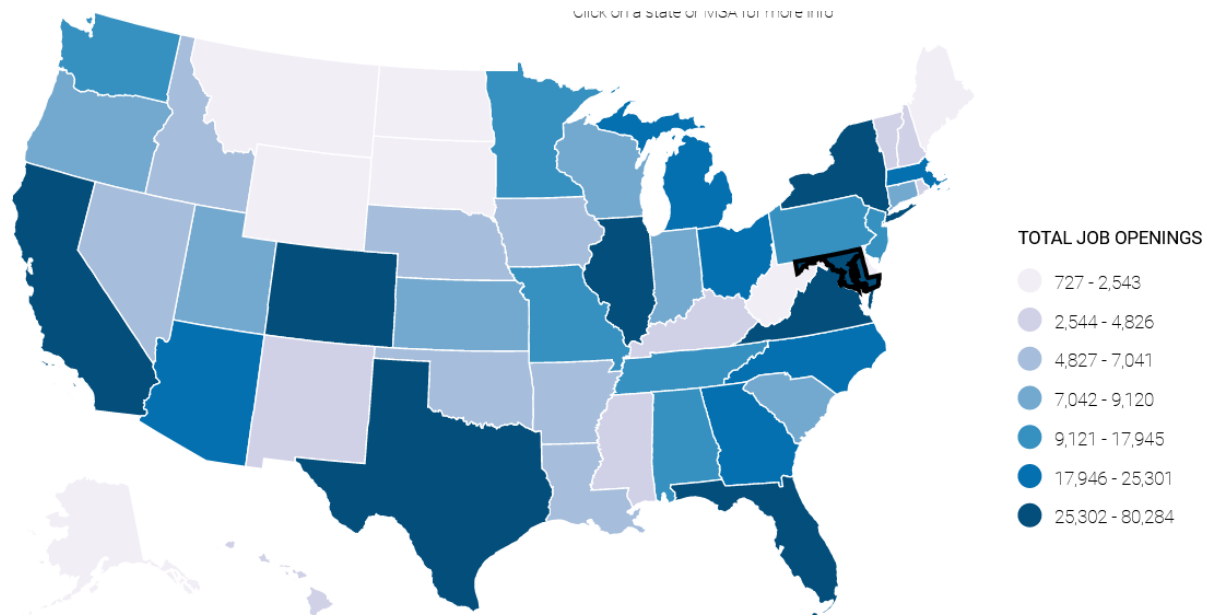 Click on a state or MSA for more info
TOTAL JOB OPENINGS
727 - 2,543
2,544 - 4,826
4,827 - 7,041
7,042 - 9,120
9,121 - 17,945
17,946 - 25,301
25,302 - 80,284